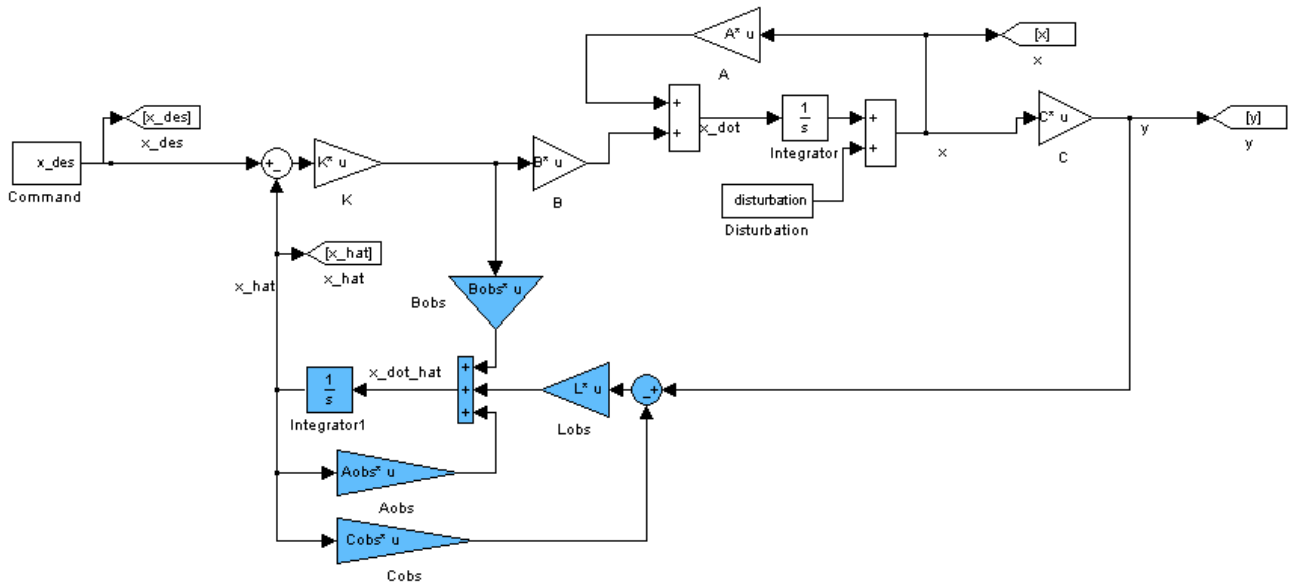 A* u
[x]
A
x
[x_des]
x_des
+
+
x_dot
1
s
Integrator
+
+
x
C* u
C
y
[y]
y
x_des
Command
+
-
K* u
K
B* u
B
disturbation
Disturbation
[x_hat]
x_hat
x_hat
Bobs* u
Bobs
x_dot_hat
+
+
+
1
s
Integrator1
L* u
Lobs
-+
Aobs* u
Aobs
Cobs* u
Cobs